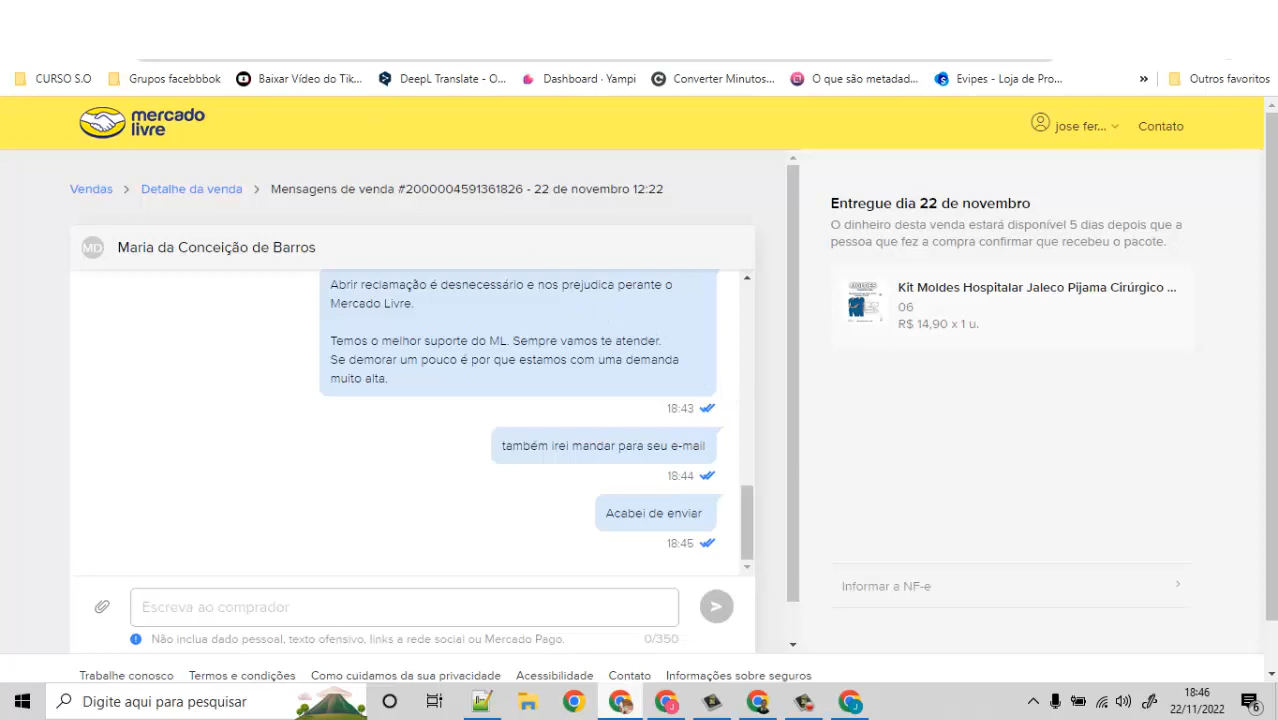 CURSO S.O
Grupos facebbbok
Baixar Vídeo do Tik...
DeepL Translate - O...
Dashboard · Yampi
Converter Minutos...
O que são metadad...
Evipes - Loja de Pro...
»
Outros favoritos
mercado
livre
jose fer...
Contato
Vendas > Detalhe da venda > Mensagens de venda #2000004591361826 - 22 de novembro 12:22
MD Maria da Conceição de Barros
Abrir reclamação é desnecessário e nos prejudica perante o
Mercado Livre.
Temos o melhor suporte do ML. Sempre vamos te atender.
Se demorar um pouco é por que estamos com uma demanda
muito alta.
18:43
também irei mandar para seu e-mail
18:44
Acabei de enviar
18:45
Escreva ao comprador
Não inclua dado pessoal, texto ofensivo, links a rede social ou Mercado Pago.
0/350
Entregue dia 22 de novembro
O dinheiro desta venda estará disponível 5 dias depois que a
pessoa que fez a compra confirmar que recebeu o pacote.
MOLDES
Kit Moldes Hospitalar Jaleco Pijama Cirúrgico ...
06
R$ 14,90 x 1 u.
Informar a NF-e
Trabalhe conosco
Termos e condições
Como cuidamos da sua privacidade
Acessibilidade
Contato
Informações sobre seguros
Digite aqui para pesquisar
18:46
22/11/2022
6